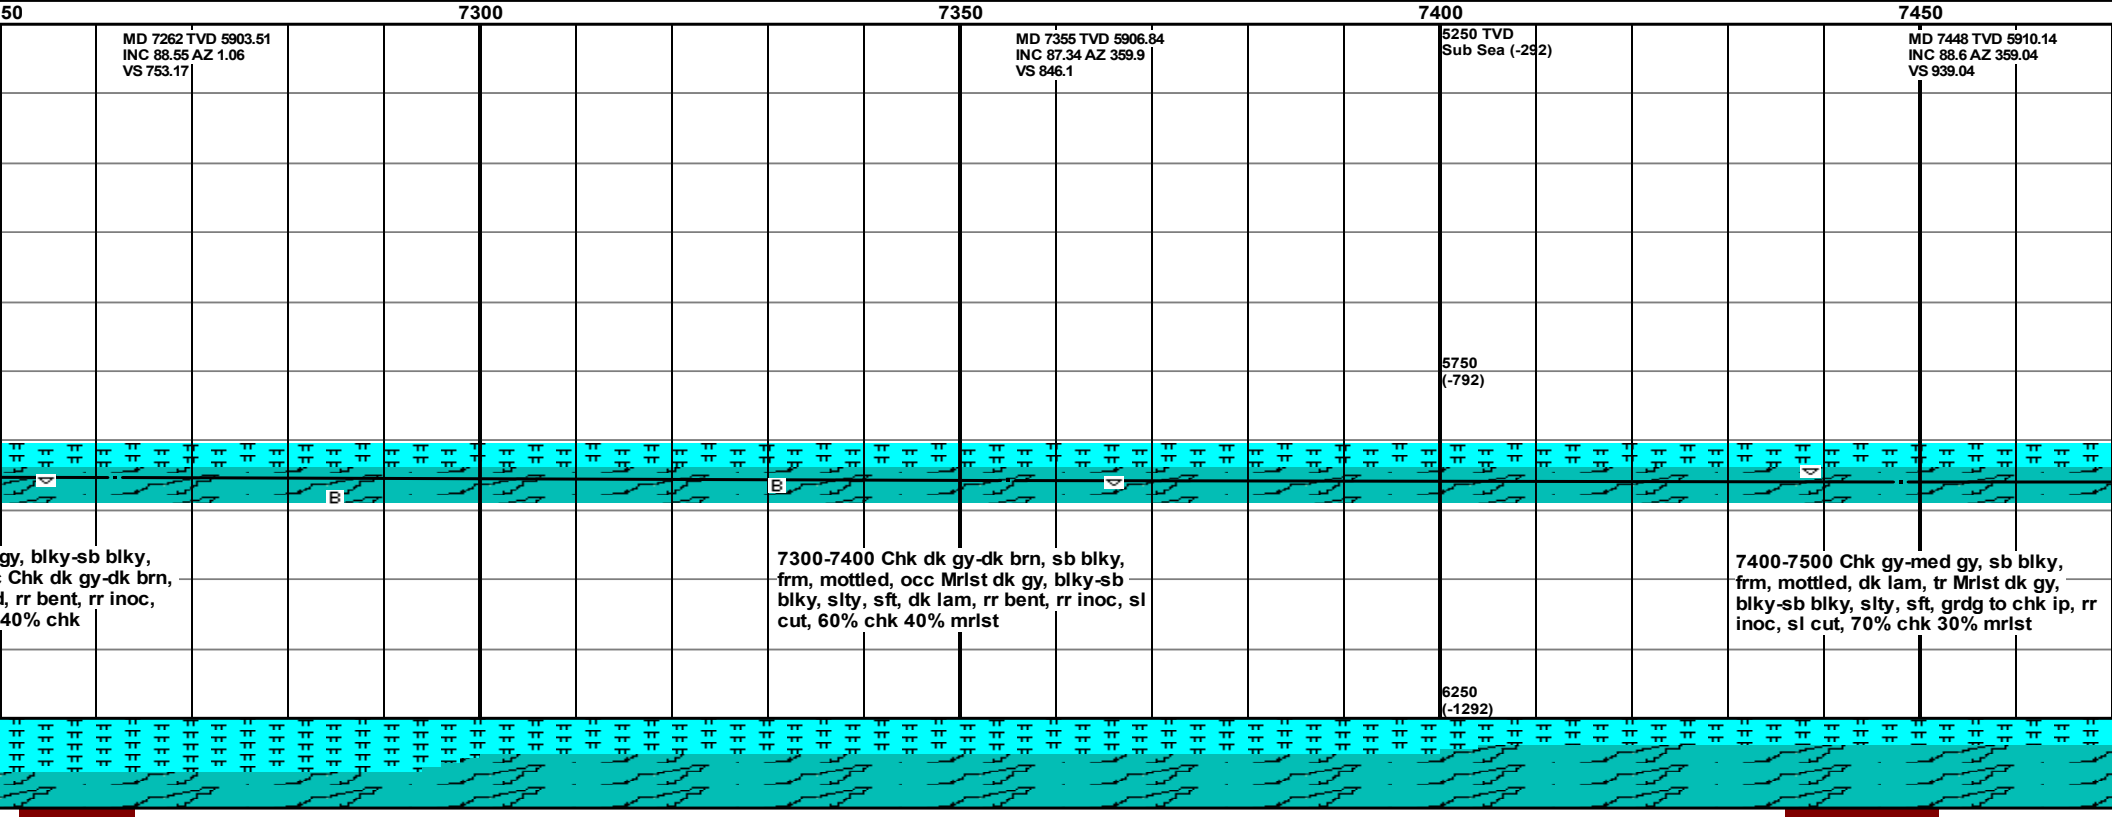 50 7300 7350 7400 7450
MD 7262 TVD 5903.51
INC 88.55 AZ 1.06
VS 753.17
MD 7355 TVD 5906.84
INC 87.34 AZ 359.9
VS 846.1
5250 TVD
Sub Sea (-292)
MD 7448 TVD 5910.14
INC 88.6 AZ 359.04
VS 939.04
5750
(-792)
B
B
gy, blky-sb blky,
Chk dk gy-dk brn,
, rr bent, rr inoc,
40% chk
7300-7400 Chk dk gy-dk brn, sb blky,
frm, mottled, occ Mrlst dk gy, blky-sb
blky, slty, sft, dk lam, rr bent, rr inoc, sl
cut, 60% chk 40% mrlst
7400-7500 Chk gy-med gy, sb blky,
frm, mottled, dk lam, tr Mrlst dk gy,
blky-sb blky, slty, sft, grdg to chk ip, rr
inoc, sl cut, 70% chk 30% mrlst
6250
(-1292)